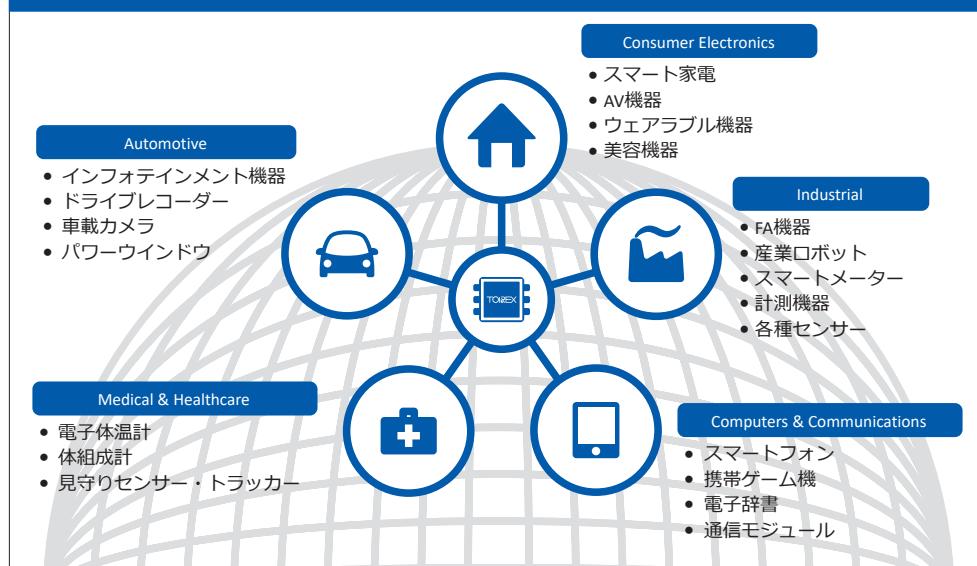 Consumer Electronics
• スマート家電
• AV機器
• ウェアラブル機器
• 美容機器
Automotive
• インフォテインメント機器
• ドライブレコーダー
• 車載カメラ
• パワーウインドウ
Industrial
• FA機器
• 産業ロボット
• スマートメーター
• 計測機器
• 各種センサー
TOIREX
Medical & Healthcare
• 電子体温計
• 体組成計
• 見守りセンサー・トラッカー
Computers & Communications
• スマートフォン
• 携帯ゲーム機
• 電子辞書
• 通信モジュール